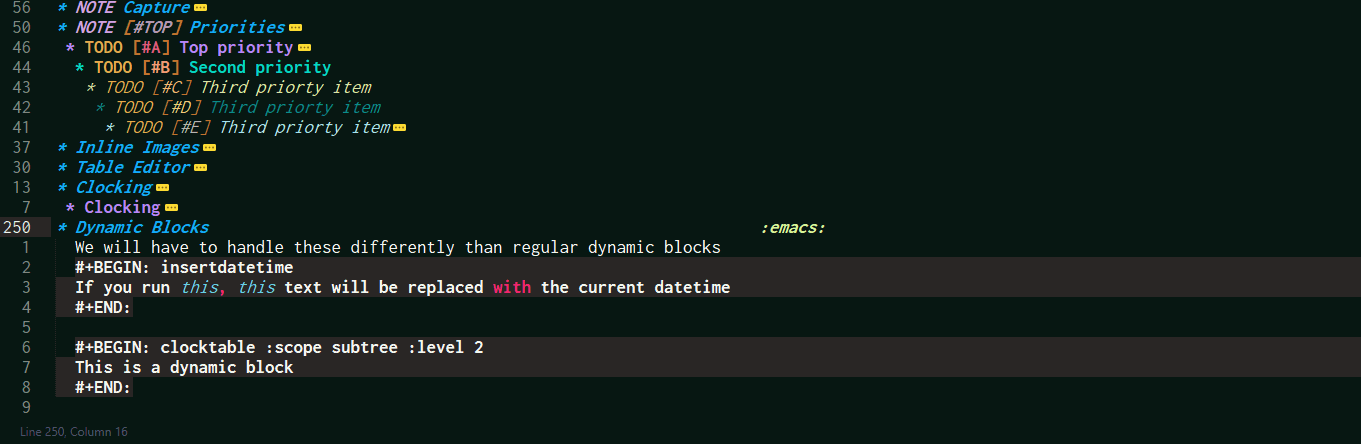 56 * NOTE Capture
50 * NOTE [#TOP] Priorities
46 * TODO [#A] Top priority
44 * TODO [#B] Second priority
43 * TODO [#C] Third priorty item
42 * TODO [#D] Third priorty item
41 * TODO [#E] Third priorty item
37 * Inline Images
30 * Table Editor
13 * Clocking
7 * Clocking
250 * Dynamic Blocks :emacs:
1 We will have to handle these differently than regular dynamic blocks
2 #+BEGIN: insertdatetime
3 If you run this, this text will be replaced with the current datetime
4 #+END:
5
6 #+BEGIN: clocktable :scope subtree :level 2
7 This is a dynamic block
8 #+END:
9
Line 250, Column 16